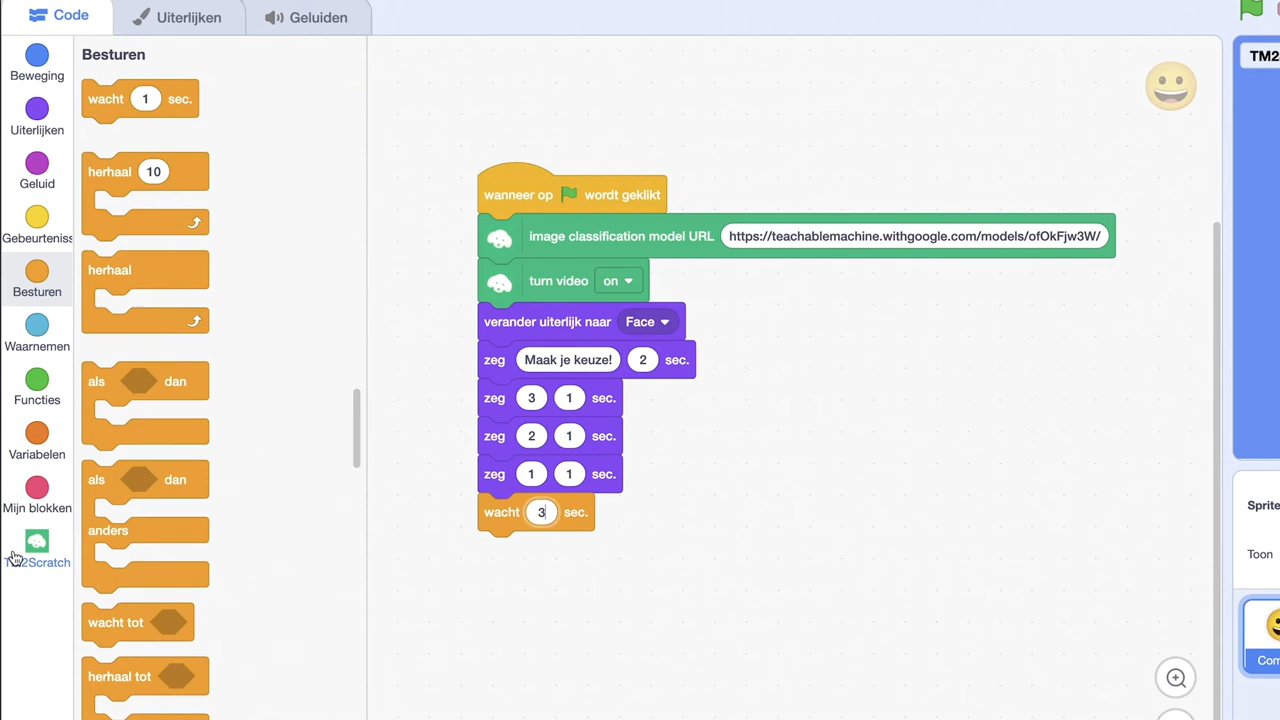 Code
Uiterlijken
Geluiden
TM2
Beweging
Uiterlijken
Geluid
Gebeurteniss
Besturen
Waarnemen
Functies
Variabelen
Mijn blokken
TM2Scratch
Besturen
wacht 1 sec.
herhaal 10
herhaal
als dan
als dan
anders
wacht tot
herhaal tot
wanneer op wordt geklikt
image classification model URL https://teachablemachine.withgoogle.com/models/ofOkFjw3W/
turn video on
verander uiterlijk naar Face
zeg Maak je keuze! 2 sec.
zeg 3 1 sec.
zeg 2 1 sec.
zeg 1 1 sec.
wacht 3 sec.
Sprite
Toon
Com